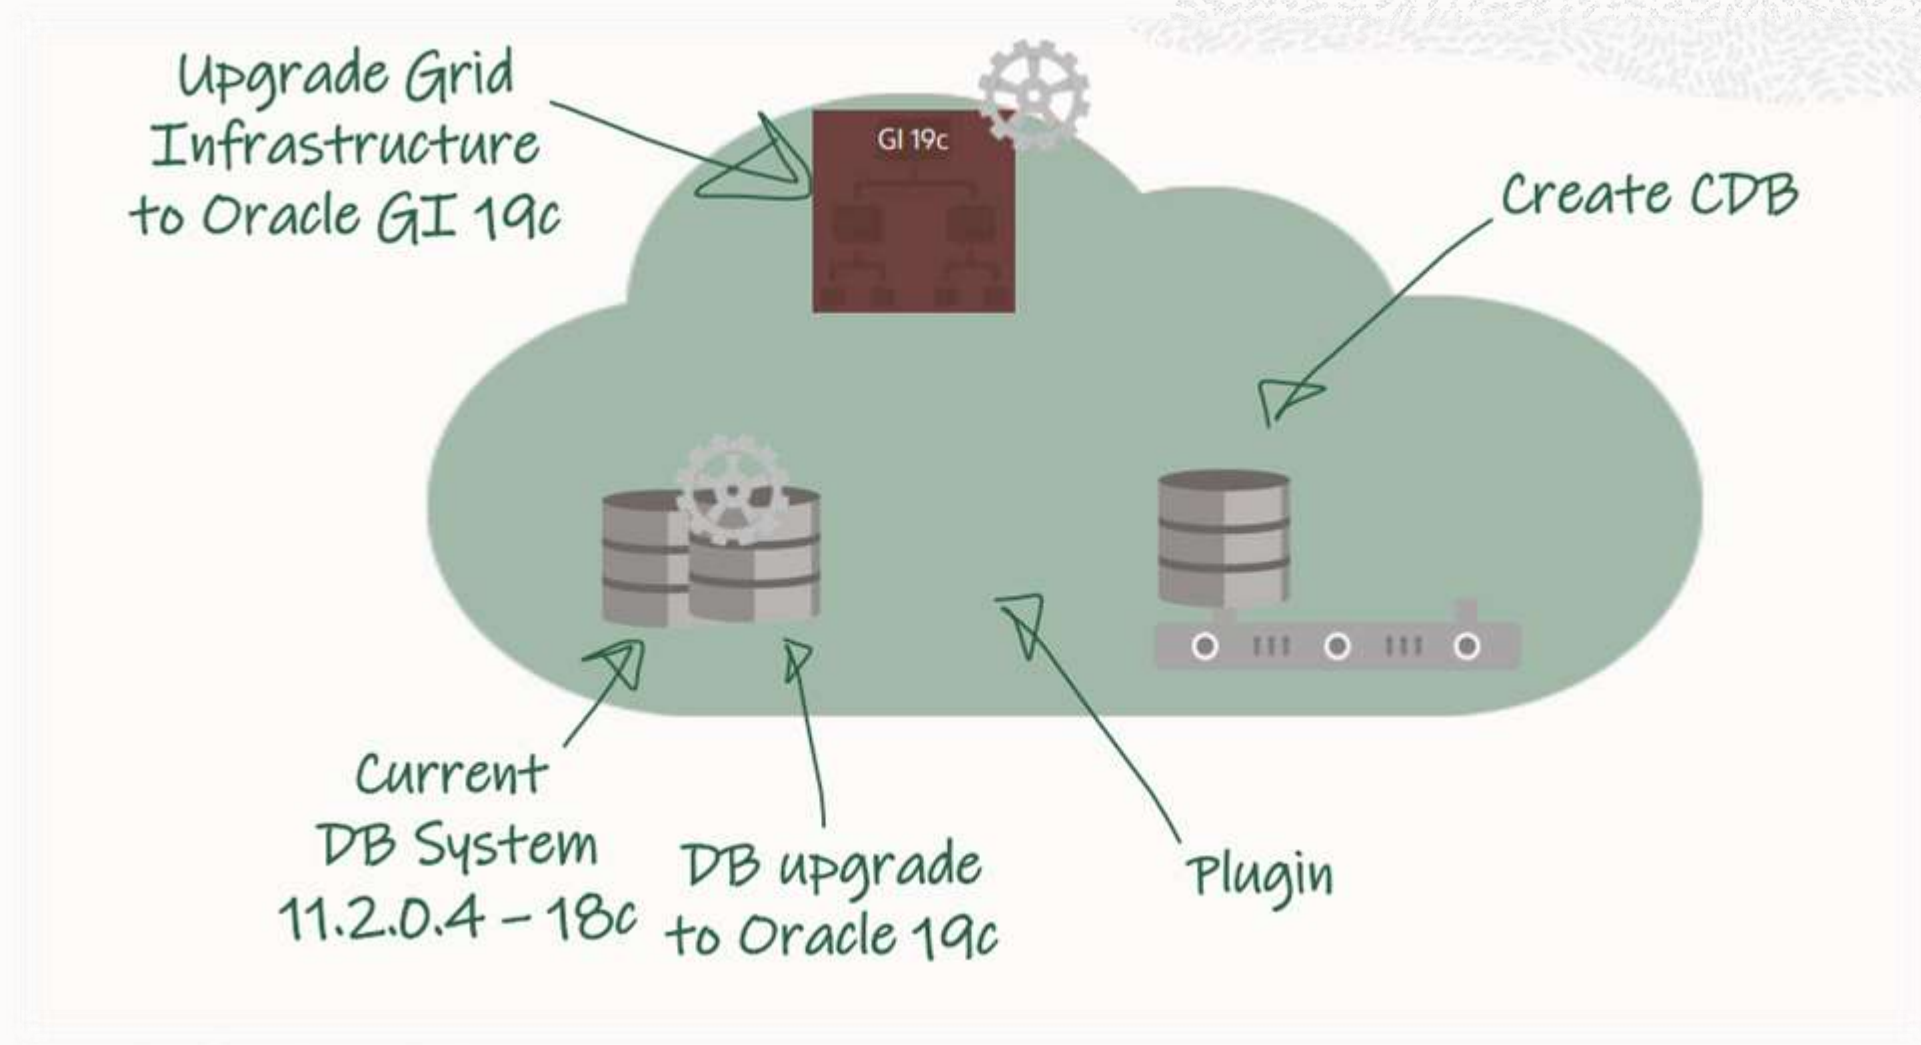 Upgrade Grid
Infrastructure
to Oracle GI 19c
GI 19c
Create CDB
Current
DB System
11.2.0.4 – 18c
DB upgrade
to Oracle 19c
Plugin